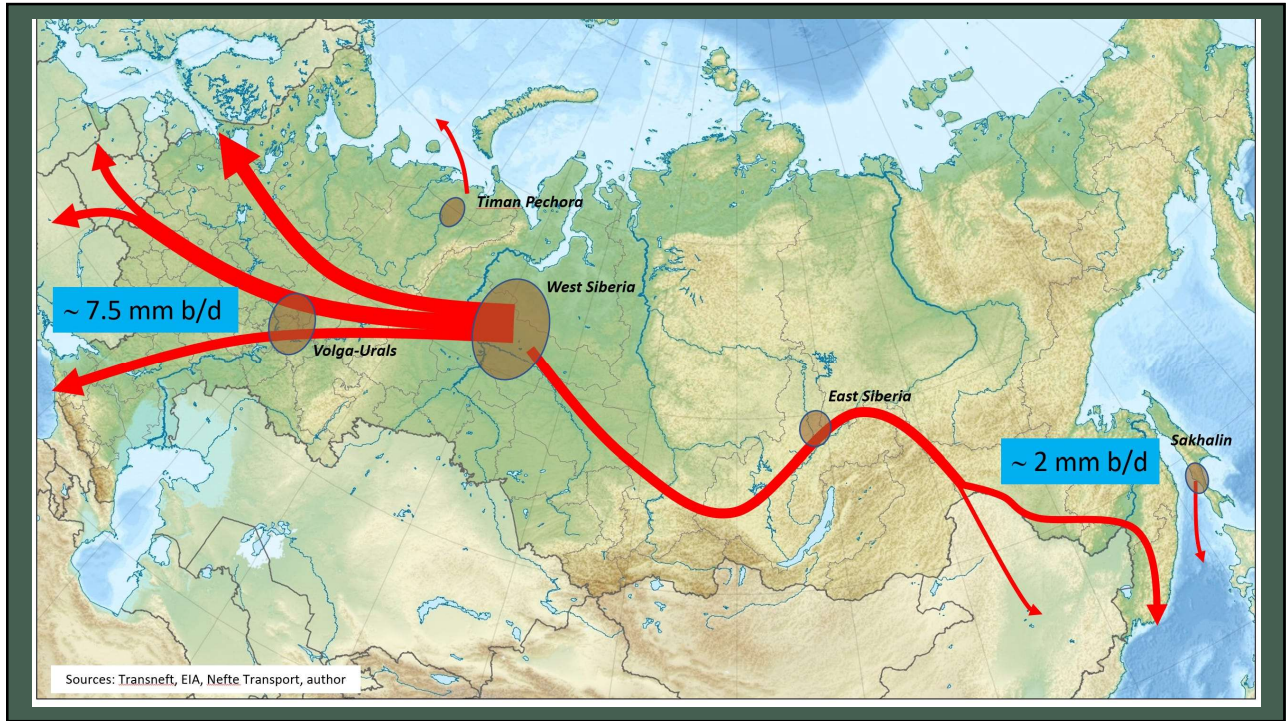 Timan Pechora
West Siberia
~ 7.5 mm b/d
Volga-Urals
East Siberia
~ 2 mm b/d
Sakhalin
Sources: Transneft, EIA, Nefte Transport, author